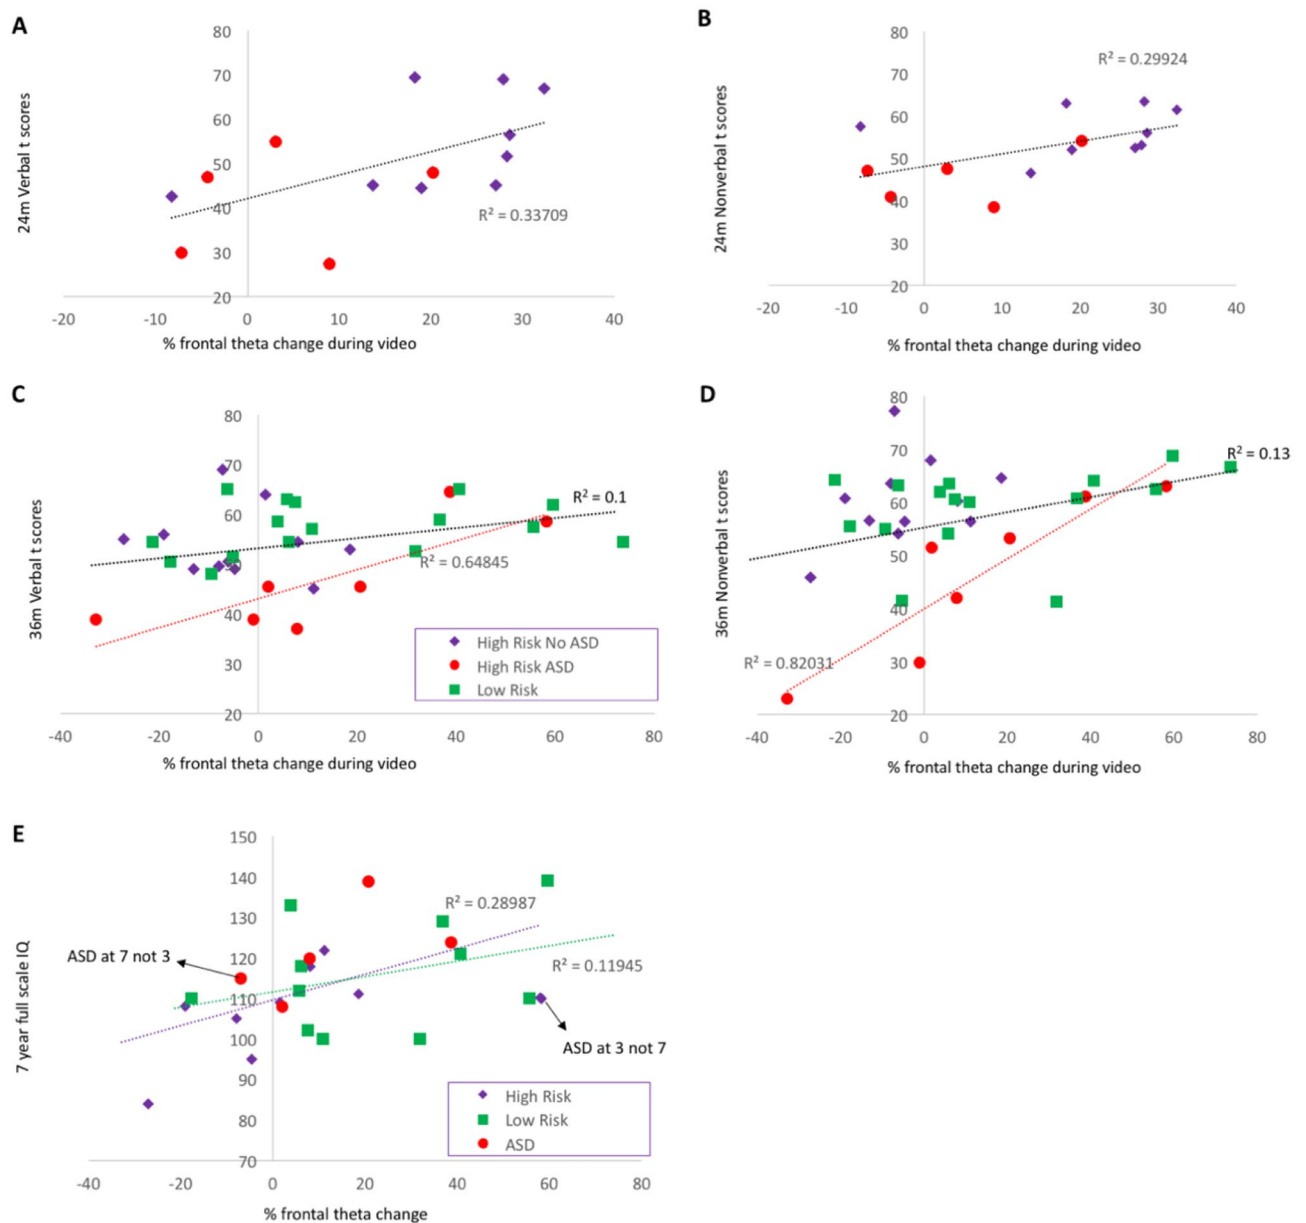 A
80
70
60
50
40
30
20
-20 -10 0 10 20 30 40
24m Verbal t scores
R² = 0.33709
% frontal theta change during video
B
80
70
60
50
40
30
20
-20 -10 0 10 20 30 40
24m Nonverbal t scores
R² = 0.29924
% frontal theta change during video
C
80
70
60
50
40
30
20
-40 -20 0 20 40 60 80
36m Verbal t scores
R² = 0.1
R² = 0.64845
High Risk No ASD
High Risk ASD
Low Risk
% frontal theta change during video
D
80
70
60
50
40
30
20
-40 -20 0 20 40 60 80
36m Nonverbal t scores
R² = 0.13
R² = 0.82031
% frontal theta change during video
E
150
140
130
120
110
100
90
80
70
-40 -20 0 20 40 60 80
7 year full scale IQ
R² = 0.28987
R² = 0.11945
ASD at 7 not 3
ASD at 3 not 7
High Risk
Low Risk
ASD
% frontal theta change